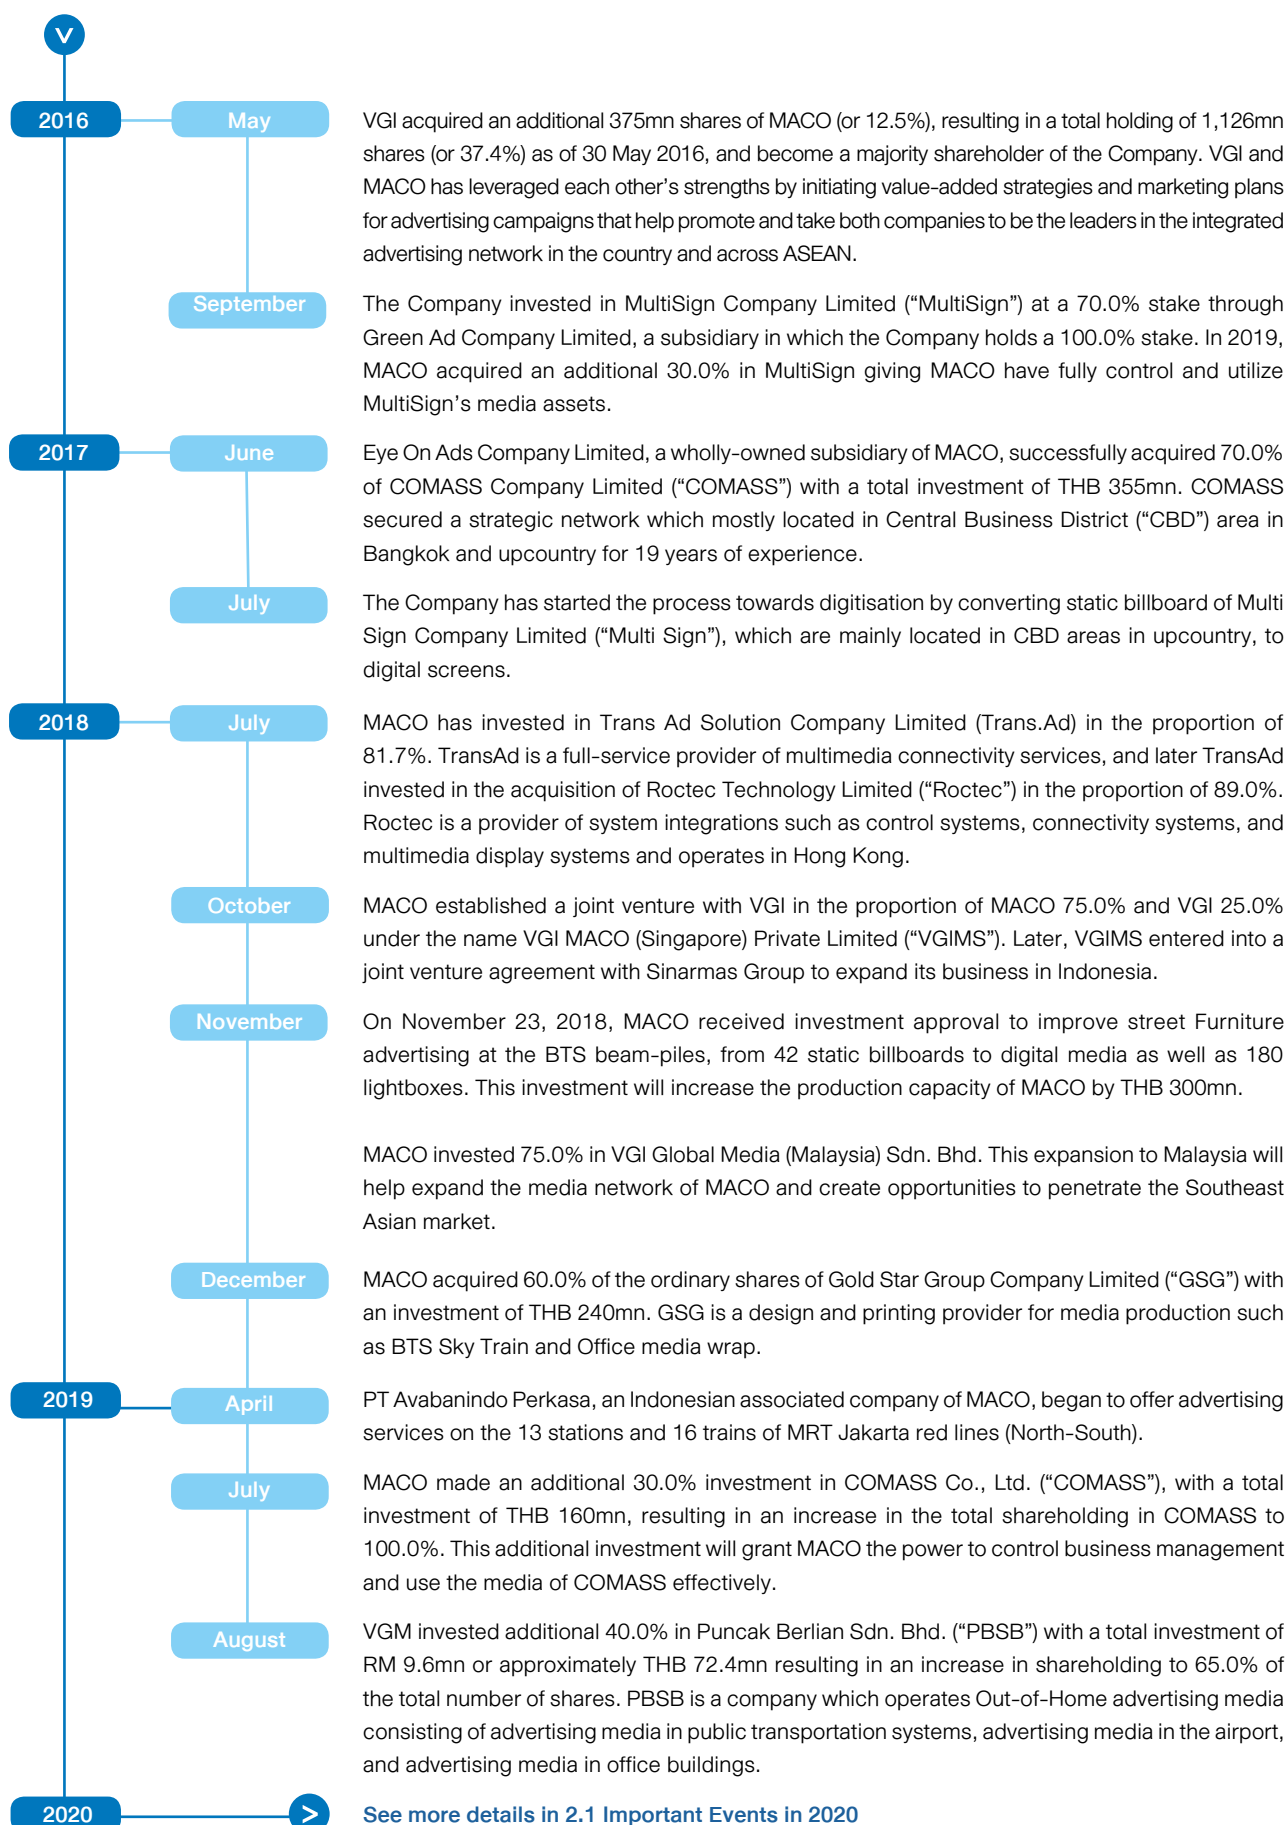 2016
May
VGI acquired an additional 375mn shares of MACO (or 12.5%), resulting in a total holding of 1,126mn
shares (or 37.4%) as of 30 May 2016, and become a majority shareholder of the Company. VGI and
MACO has leveraged each other’s strengths by initiating value-added strategies and marketing plans
for advertising campaigns that help promote and take both companies to be the leaders in the integrated
advertising network in the country and across ASEAN.
September
The Company invested in MultiSign Company Limited (“MultiSign”) at a 70.0% stake through
Green Ad Company Limited, a subsidiary in which the Company holds a 100.0% stake. In 2019,
MACO acquired an additional 30.0% in MultiSign giving MACO have fully control and utilize
MultiSign’s media assets.
2017
June
Eye On Ads Company Limited, a wholly-owned subsidiary of MACO, successfully acquired 70.0%
of COMASS Company Limited (“COMASS”) with a total investment of THB 355mn. COMASS
secured a strategic network which mostly located in Central Business District (“CBD”) area in
Bangkok and upcountry for 19 years of experience.
July
The Company has started the process towards digitisation by converting static billboard of Multi
Sign Company Limited (“Multi Sign”), which are mainly located in CBD areas in upcountry, to
digital screens.
2018
July
MACO has invested in Trans Ad Solution Company Limited (Trans.Ad) in the proportion of
81.7%. TransAd is a full-service provider of multimedia connectivity services, and later TransAd
invested in the acquisition of Roctec Technology Limited (“Roctec”) in the proportion of 89.0%.
Roctec is a provider of system integrations such as control systems, connectivity systems, and
multimedia display systems and operates in Hong Kong.
October
MACO established a joint venture with VGI in the proportion of MACO 75.0% and VGI 25.0%
under the name VGI MACO (Singapore) Private Limited (“VGIMS”). Later, VGIMS entered into a
joint venture agreement with Sinarmas Group to expand its business in Indonesia.
November
On November 23, 2018, MACO received investment approval to improve street Furniture
advertising at the BTS beam-piles, from 42 static billboards to digital media as well as 180
lightboxes. This investment will increase the production capacity of MACO by THB 300mn.
MACO invested 75.0% in VGI Global Media (Malaysia) Sdn. Bhd. This expansion to Malaysia will
help expand the media network of MACO and create opportunities to penetrate the Southeast
Asian market.
December
MACO acquired 60.0% of the ordinary shares of Gold Star Group Company Limited (“GSG”) with
an investment of THB 240mn. GSG is a design and printing provider for media production such
as BTS Sky Train and Office media wrap.
2019
April
PT Avabanindo Perkasa, an Indonesian associated company of MACO, began to offer advertising
services on the 13 stations and 16 trains of MRT Jakarta red lines (North-South).
July
MACO made an additional 30.0% investment in COMASS Co., Ltd. (“COMASS”), with a total
investment of THB 160mn, resulting in an increase in the total shareholding in COMASS to
100.0%. This additional investment will grant MACO the power to control business management
and use the media of COMASS effectively.
August
VGM invested additional 40.0% in Puncak Berlian Sdn. Bhd. (“PBSB”) with a total investment of
RM 9.6mn or approximately THB 72.4mn resulting in an increase in shareholding to 65.0% of
the total number of shares. PBSB is a company which operates Out-of-Home advertising media
consisting of advertising media in public transportation systems, advertising media in the airport,
and advertising media in office buildings.
2020
See more details in 2.1 Important Events in 2020